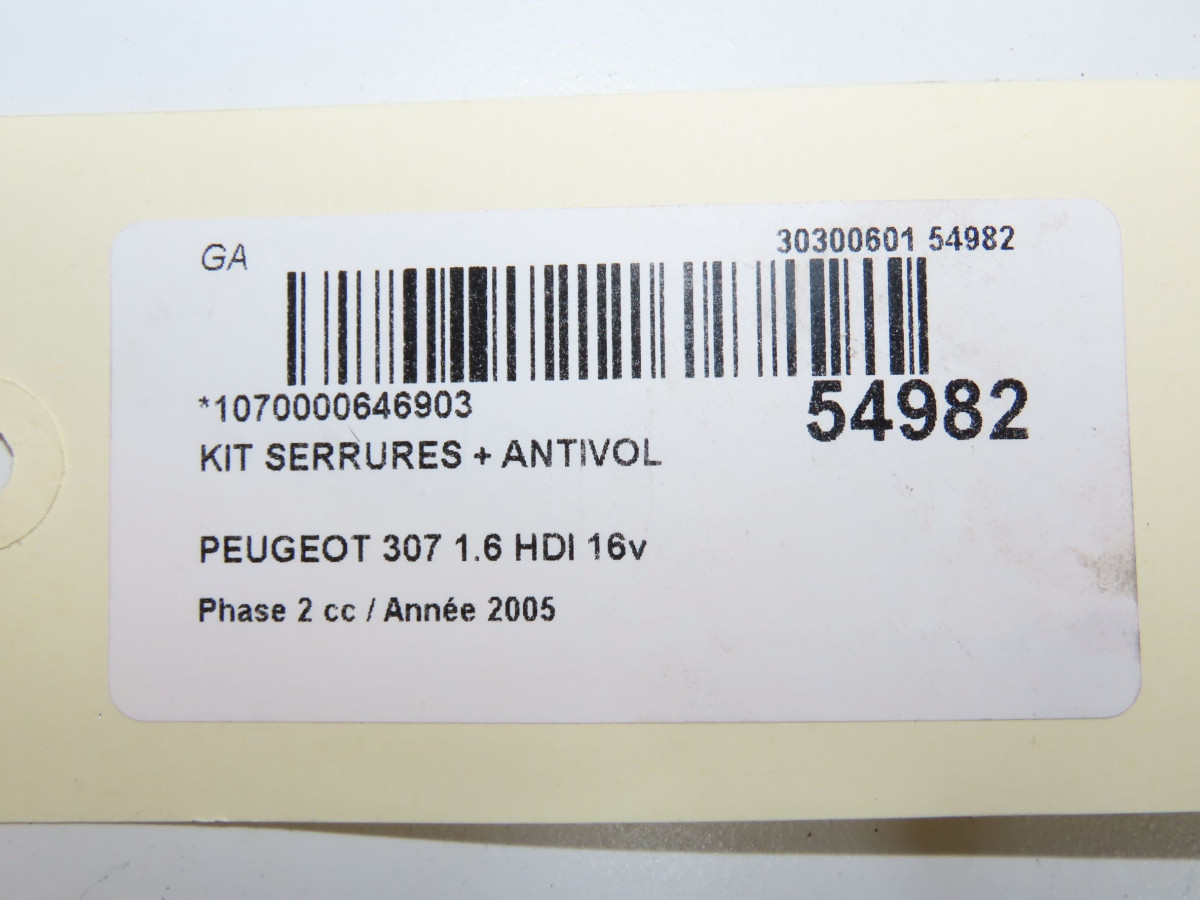 GA
30300601 54982
*1070000646903
54982
KIT SERRURES + ANTIVOL
PEUGEOT 307 1.6 HDI 16v
Phase 2 cc / Année 2005